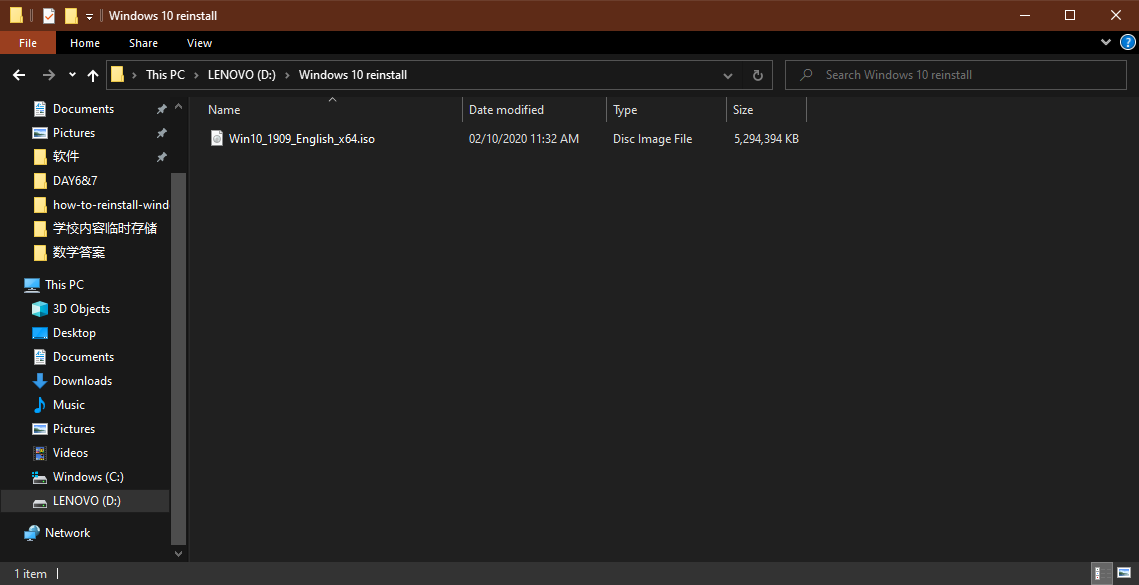 Windows 10 reinstall
File Home Share View
This PC LENOVO (D:) Windows 10 reinstall
Search Windows 10 reinstall
Documents
Pictures
软件
DAY6&7
how-to-reinstall-wind
学校内容临时存储
数学答案
This PC
3D Objects
Desktop
Documents
Downloads
Music
Pictures
Videos
Windows (C:)
LENOVO (D:)
Network
Name Date modified Type Size
Win10_1909_English_x64.iso 02/10/2020 11:32 AM Disc Image File 5,294,394 KB
1 item